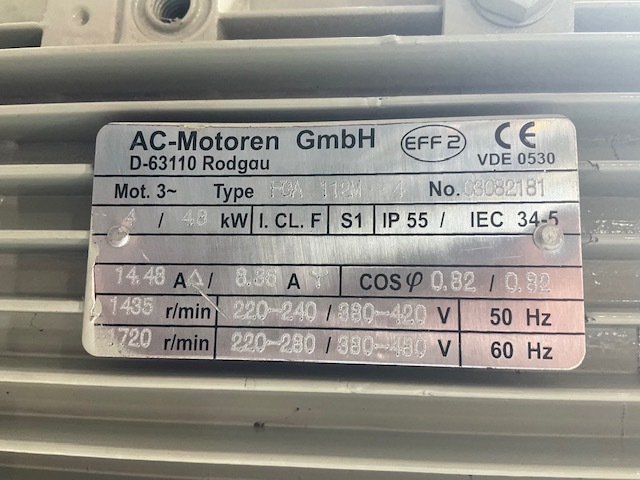 AC-Motoren GmbH EFF 2 CE
D-63110 Rodgau VDE 0530
Mot. 3~ Type FCA 112M - 4 No. 03082181
4 / 4.8 kW I. CL. F S1 IP 55 / IEC 34-5
14.48 A△ / 8.36 A Y COS φ 0.82 / 0.82
1435 r/min 220-240 / 380-420 V 50 Hz
1720 r/min 220-280 / 380-480 V 60 Hz